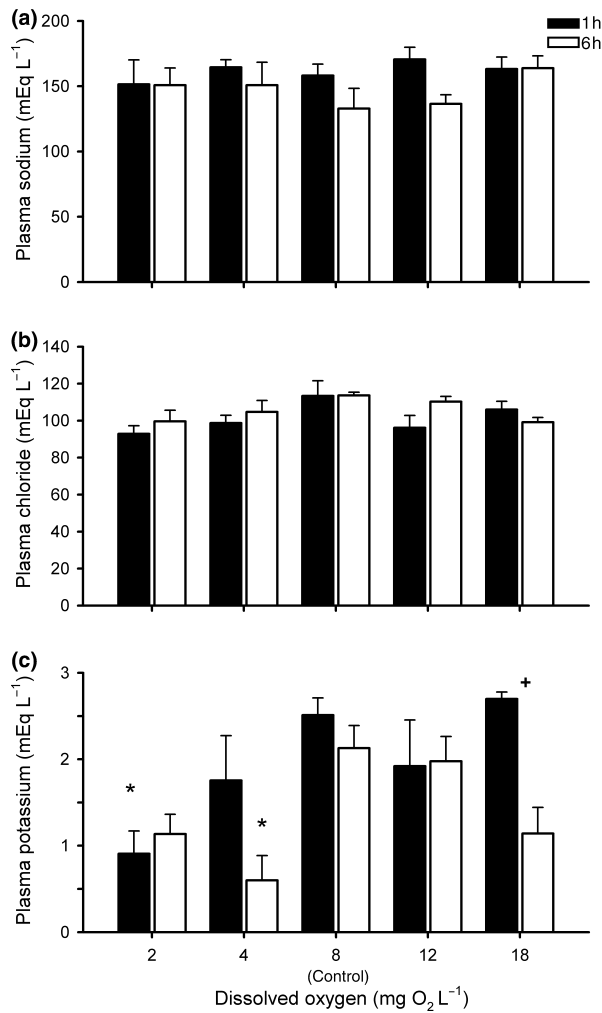 (a)
200
150
100
50
0
Plasma sodium (mEq L⁻¹)
1h
6h
(b)
140
120
100
80
60
40
20
0
Plasma chloride (mEq L⁻¹)
(c)
3
2
1
0
Plasma potassium (mEq L⁻¹)
*
*
+
2 4 8 12 18
(Control)
Dissolved oxygen (mg O₂ L⁻¹)